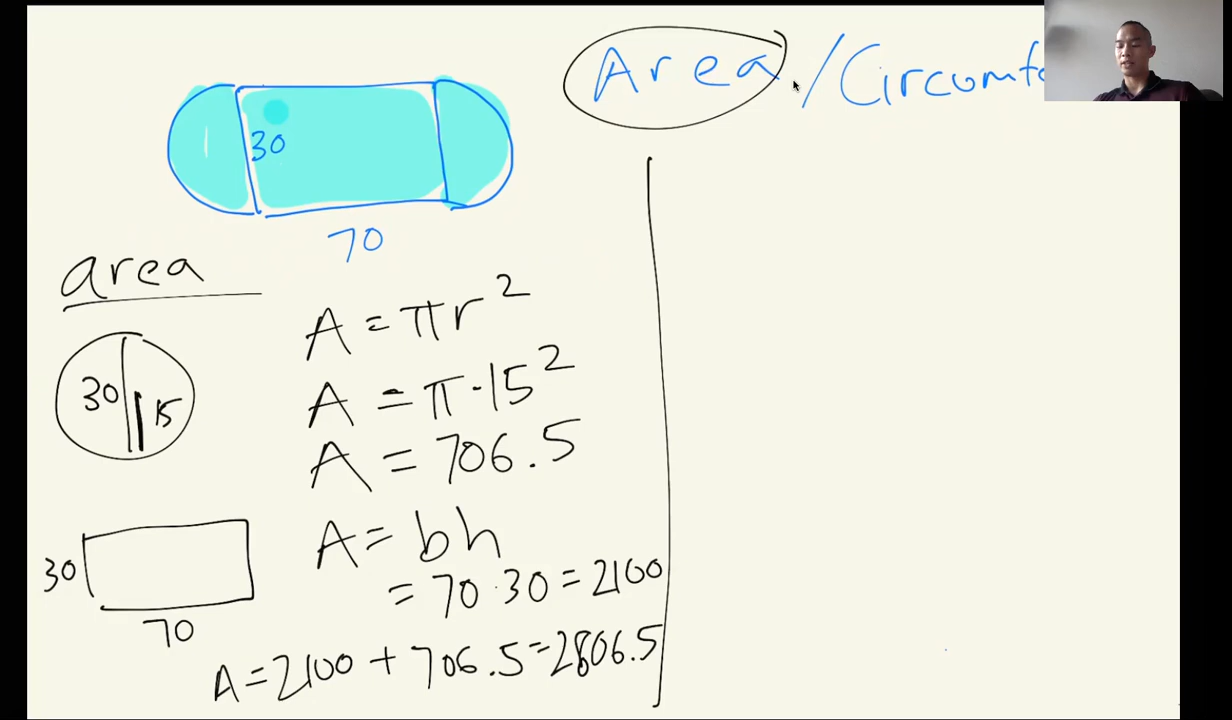 Area / Circomfe
30
70
area
30 15
A = πr²
A = π·15²
A = 706.5
A = bh
= 70·30 = 2100
30
70
A = 2100 + 706.5 = 2806.5